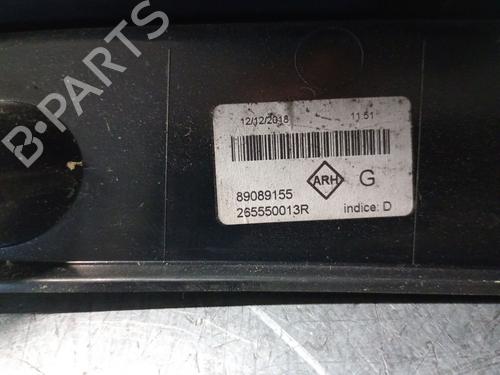 B-PARTS
12/12/2018 11:51
ARH G
89089155
265550013R indice: D